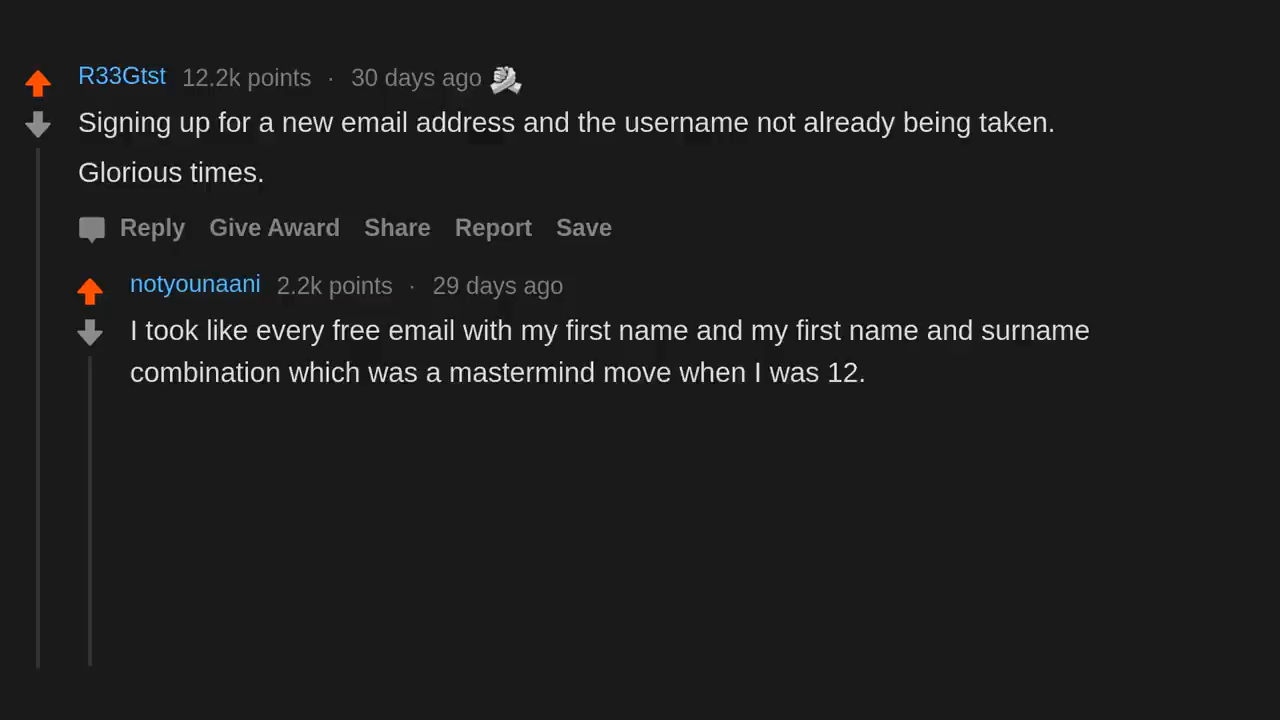 R33Gtst 12.2k points · 30 days ago
Signing up for a new email address and the username not already being taken.
Glorious times.
Reply Give Award Share Report Save
notyounaani 2.2k points · 29 days ago
I took like every free email with my first name and my first name and surname
combination which was a mastermind move when I was 12.